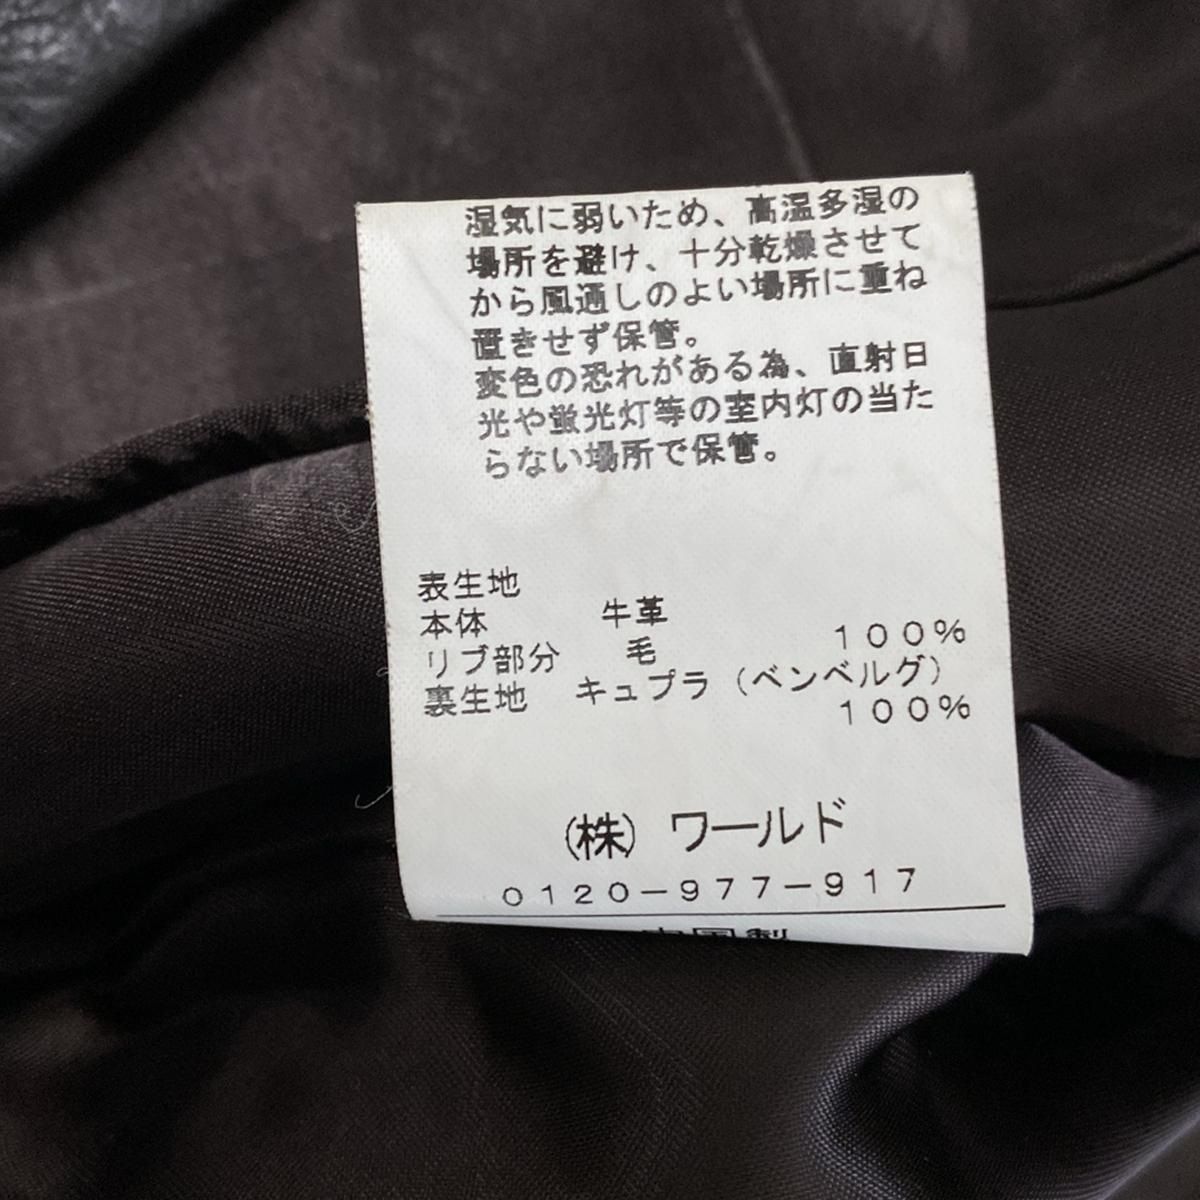 湿気に弱いため、高温多湿の
場所を避け、十分乾燥させて
から風通しのよい場所に重ね
置きせず保管。
変色の恐れがある為、直射日
光や蛍光灯等の室内灯の当た
らない場所で保管。
表生地
本体 牛革
リブ部分 毛 100%
裏生地 キュプラ（ベンベルグ）
100%
(株) ワールド
0120-977-917
中国製